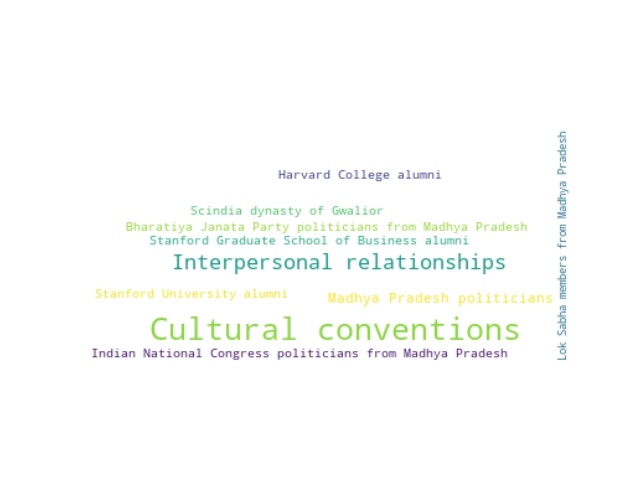 Harvard College alumni
Scindia dynasty of Gwalior
Bharatiya Janata Party politicians from Madhya Pradesh
Stanford Graduate School of Business alumni
Interpersonal relationships
Stanford University alumni
Madhya Pradesh politicians
Cultural conventions
Indian National Congress politicians from Madhya Pradesh
Lok Sabha members from Madhya Pradesh